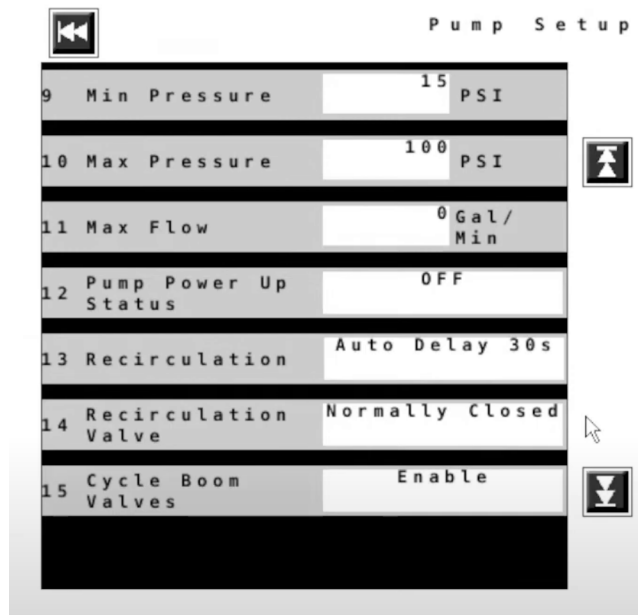 Pump Setup
9 Min Pressure 15 PSI
10 Max Pressure 100 PSI
11 Max Flow 0 Gal/
Min
12 Pump Power Up
Status OFF
13 Recirculation Auto Delay 30s
14 Recirculation
Valve Normally Closed
15 Cycle Boom
Valves Enable